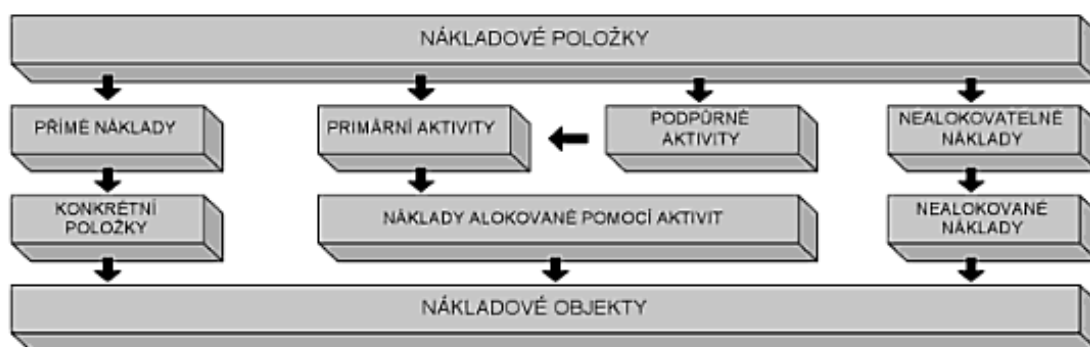 NÁKLADOVÉ POLOŽKY
PŘÍMÉ NÁKLADY
PRIMÁRNÍ AKTIVITY
PODPŮRNÉ
AKTIVITY
NEALOKOVATELNÉ
NÁKLADY
KONKRÉTNÍ
POLOŽKY
NÁKLADY ALOKOVANÉ POMOCÍ AKTIVIT
NEALOKOVANÉ
NÁKLADY
NÁKLADOVÉ OBJEKTY